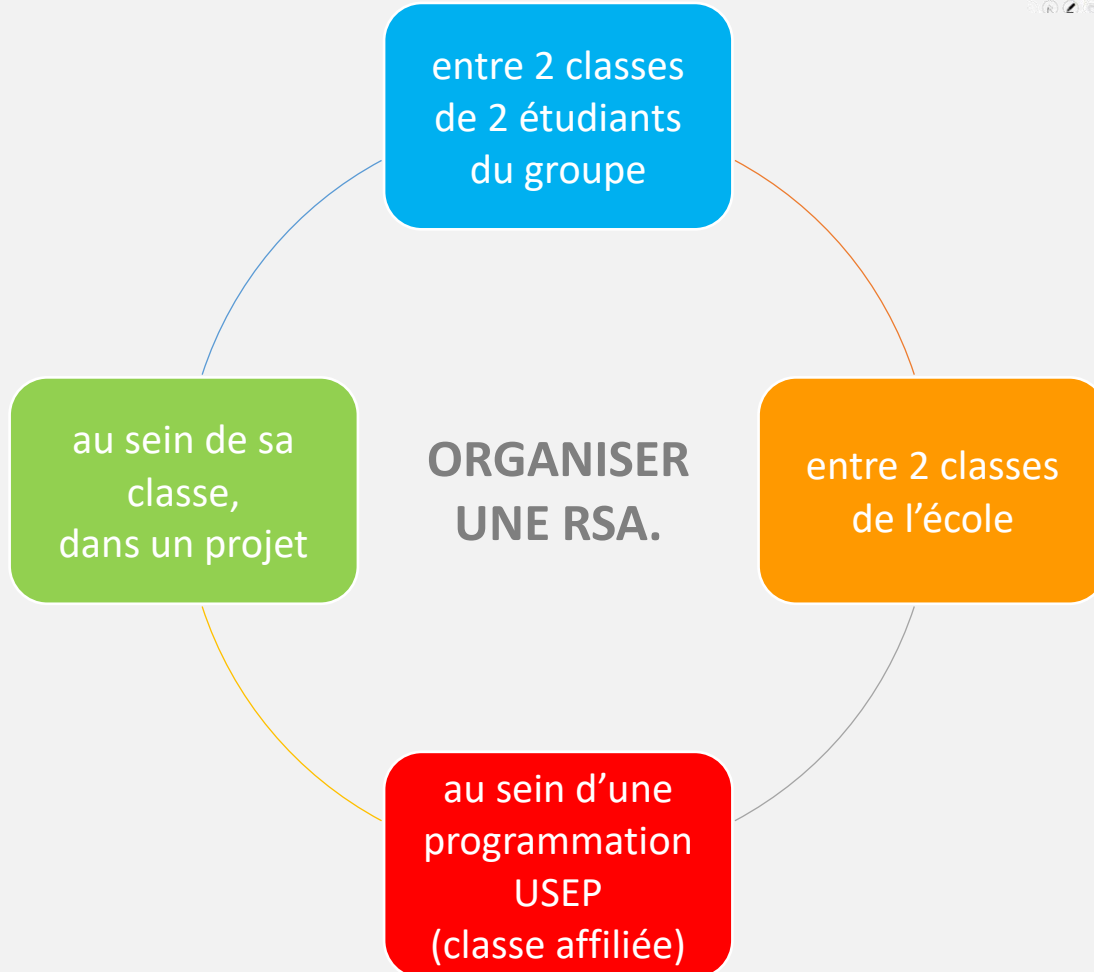 entre 2 classes
de 2 étudiants
du groupe
au sein de sa
classe,
dans un projet
ORGANISER
UNE RSA.
entre 2 classes
de l’école
au sein d’une
programmation
USEP
(classe affiliée)